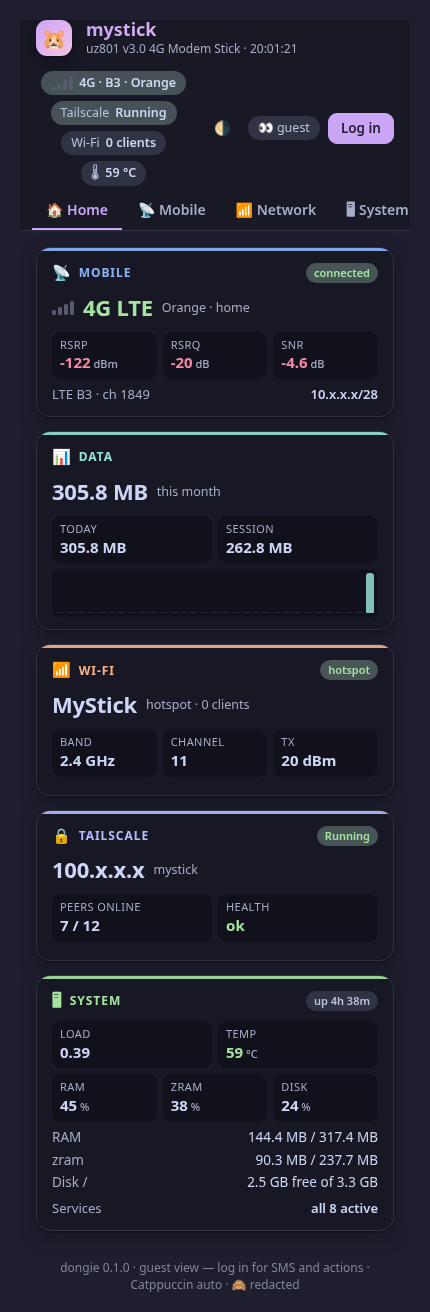 mystick
uz801 v3.0 4G Modem Stick · 20:01:21
4G · B3 · Orange
Tailscale Running
Wi-Fi 0 clients
59 °C
guest
Log in
Home Mobile Network System
MOBILE connected
4G LTE Orange · home
RSRP RSRQ SNR
-122 dBm -20 dB -4.6 dB
LTE B3 · ch 1849 10.x.x.x/28
DATA
305.8 MB this month
TODAY SESSION
305.8 MB 262.8 MB
WI-FI hotspot
MyStick hotspot · 0 clients
BAND CHANNEL TX
2.4 GHz 11 20 dBm
TAILSCALE Running
100.x.x.x mystick
PEERS ONLINE HEALTH
7 / 12 ok
SYSTEM up 4h 38m
LOAD TEMP
0.39 59 °C
RAM ZRAM DISK
45 % 38 % 24 %
RAM 144.4 MB / 317.4 MB
zram 90.3 MB / 237.7 MB
Disk / 2.5 GB free of 3.3 GB
Services all 8 active
dongie 0.1.0 · guest view — log in for SMS and actions ·
Catppuccin auto · 🙈 redacted